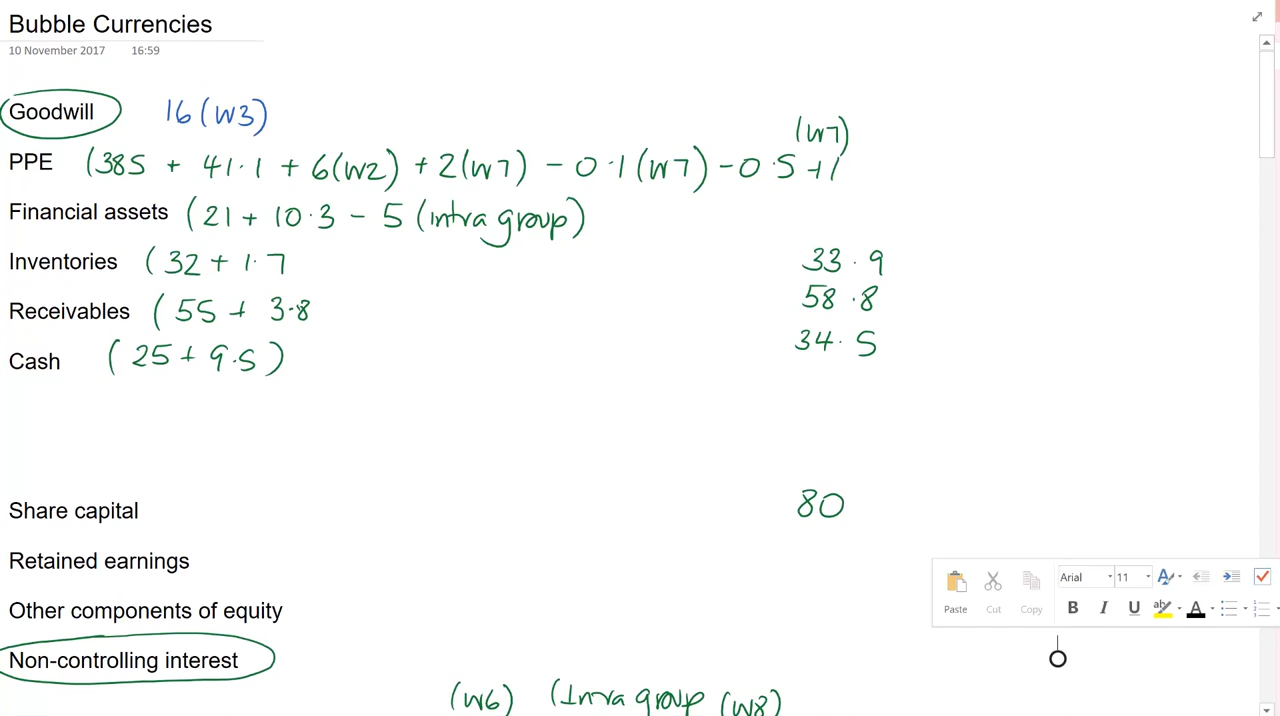 Bubble Currencies
10 November 2017 16:59
Goodwill 16 (W3)
(W7)
PPE (385 + 41.1 + 6(W2) + 2(W7) - 0.1(W7) - 0.5 + 1
Financial assets (21 + 10.3 - 5 (intra group)
Inventories (32 + 1.7 33.9
Receivables (55 + 3.8 58.8
Cash (25 + 9.5) 34.5
Share capital 80
Retained earnings
Arial 11
Paste Cut Copy B I U ab A
Other components of equity
Non-controlling interest
(W6) (Intra group (W8)